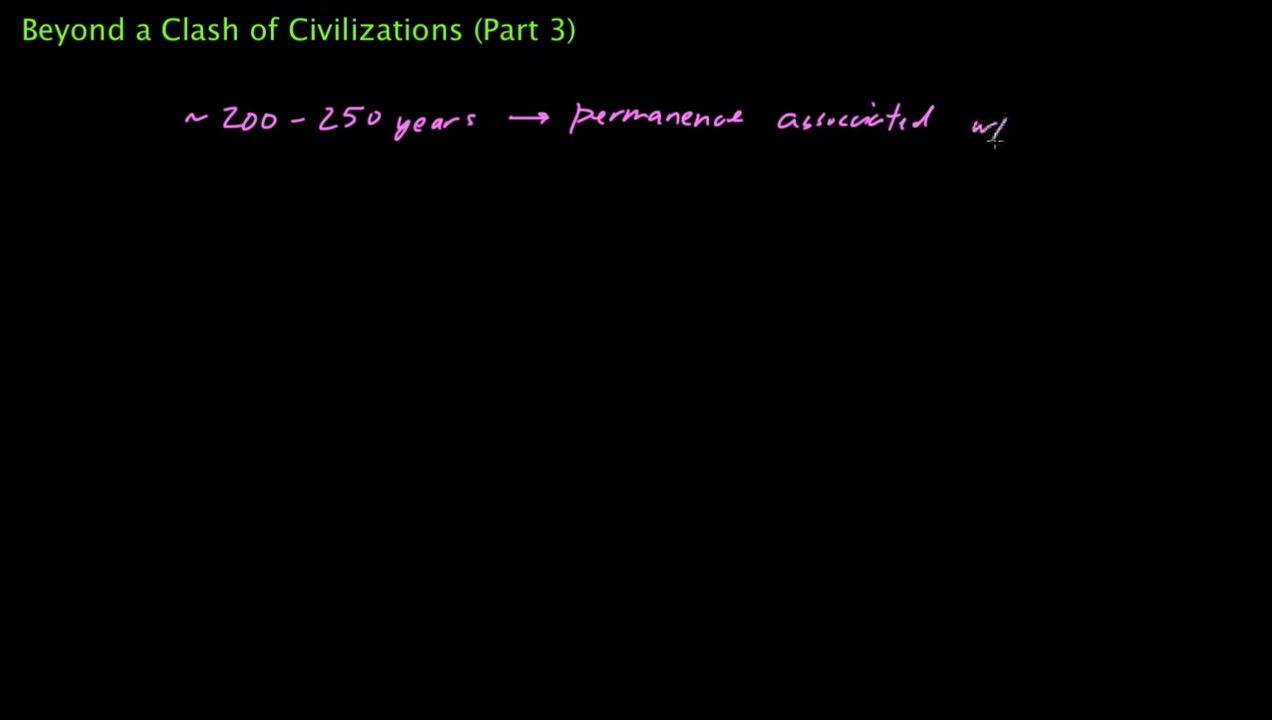 Beyond a Clash of Civilizations (Part 3)
~ 200 - 250 years → permanence associated w/